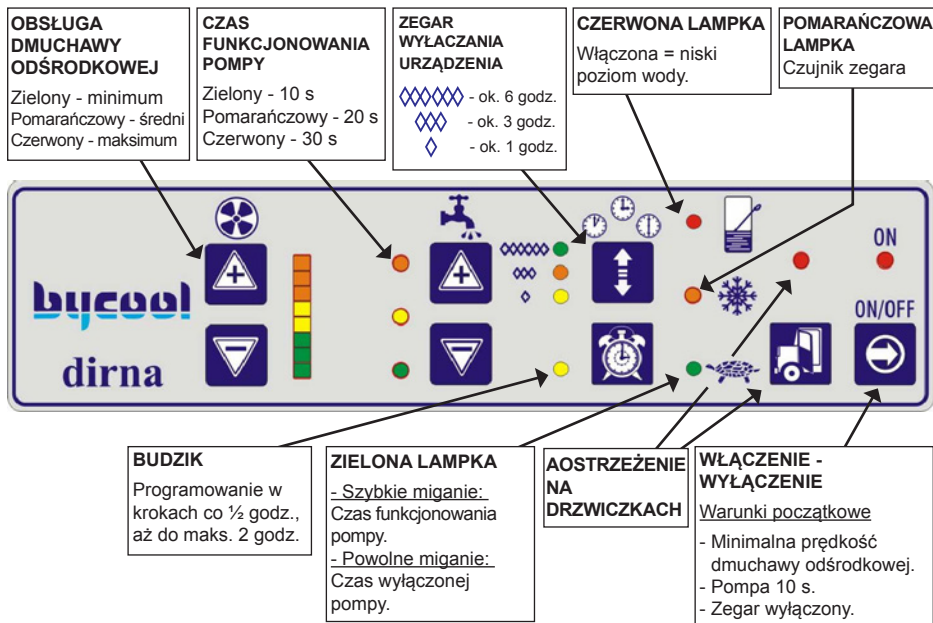 OBSŁUGA
DMUCHAWY
ODŚRODKOWEJ
Zielony - minimum
Pomarańczowy - średni
Czerwony - maksimum
CZAS
FUNKCJONOWANIA
POMPY
Zielony - 10 s
Pomarańczowy - 20 s
Czerwony - 30 s
ZEGAR
WYŁACZANIA
URZĄDZENIA
- ok. 6 godz.
- ok. 3 godz.
- ok. 1 godz.
CZERWONA LAMPKA
Włączona = niski
poziom wody.
POMARAŃCZOWA
LAMPKA
Czujnik zegara
bycool
dirna
ON
ON/OFF
BUDZIK
Programowanie w
krokach co ½ godz.,
aż do maks. 2 godz.
ZIELONA LAMPKA
- Szybkie miganie:
Czas funkcjonowania
pompy.
- Powolne miganie:
Czas wyłączonej
pompy.
AOSTRZEŻENIE
NA
DRZWICZKACH
WŁĄCZENIE -
WYŁĄCZENIE
Warunki początkowe
- Minimalna prędkość
dmuchawy odśrodkowej.
- Pompa 10 s.
- Zegar wyłączony.